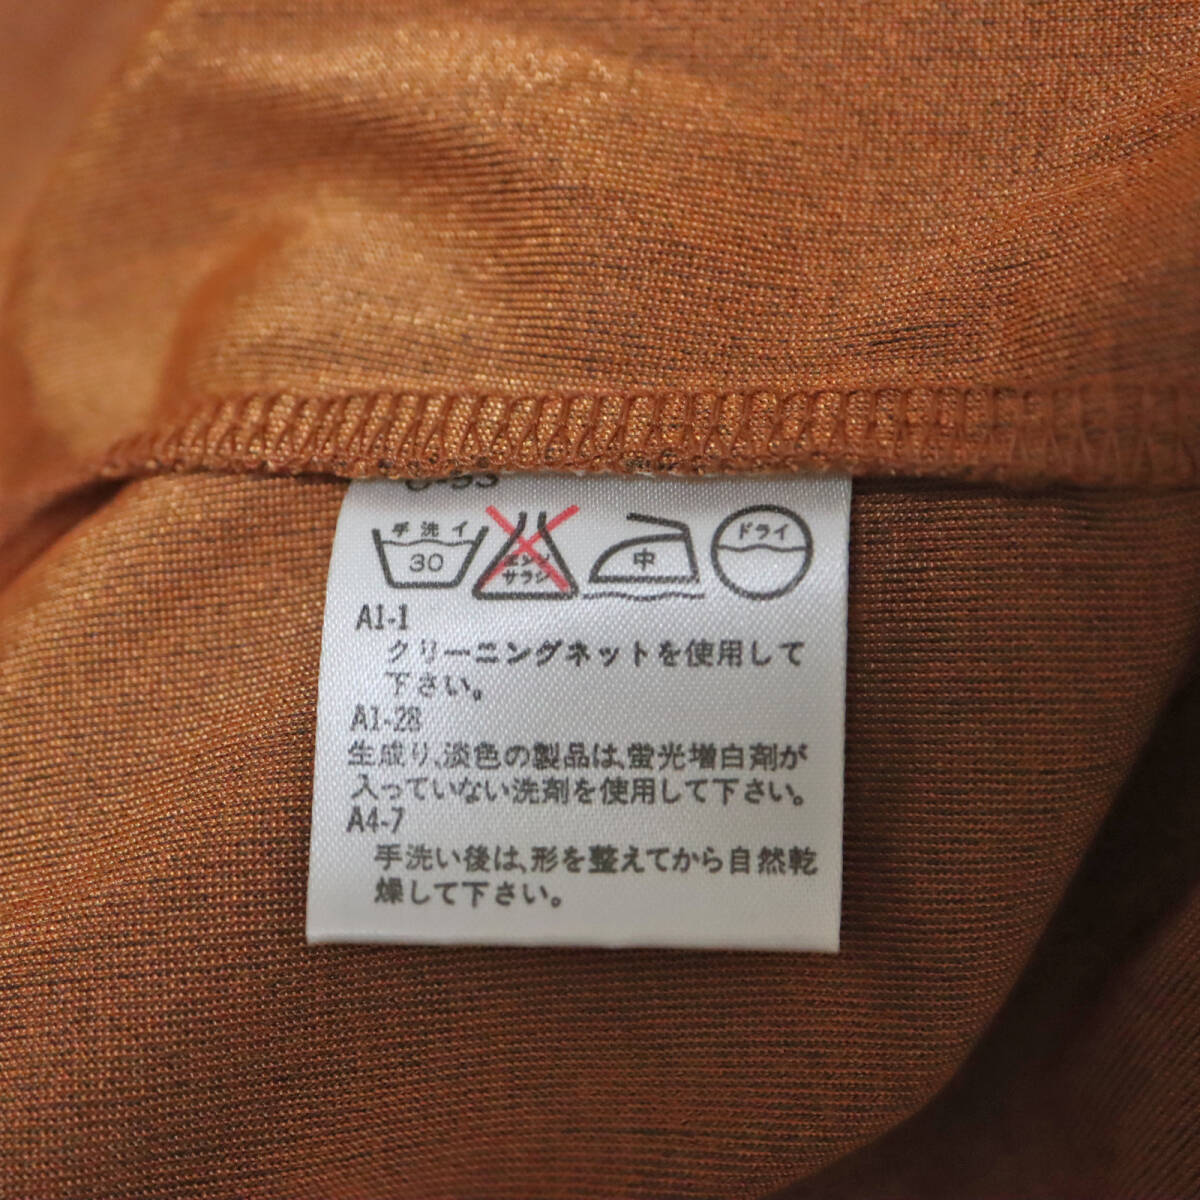 手洗イ
30
エンソ
サラシ
中
ドライ
A1-1
クリーニングネットを使用して
下さい。
A1-28
生成り、淡色の製品は、蛍光増白剤が
入っていない洗剤を使用して下さい。
A4-7
手洗い後は、形を整えてから自然乾
燥して下さい。